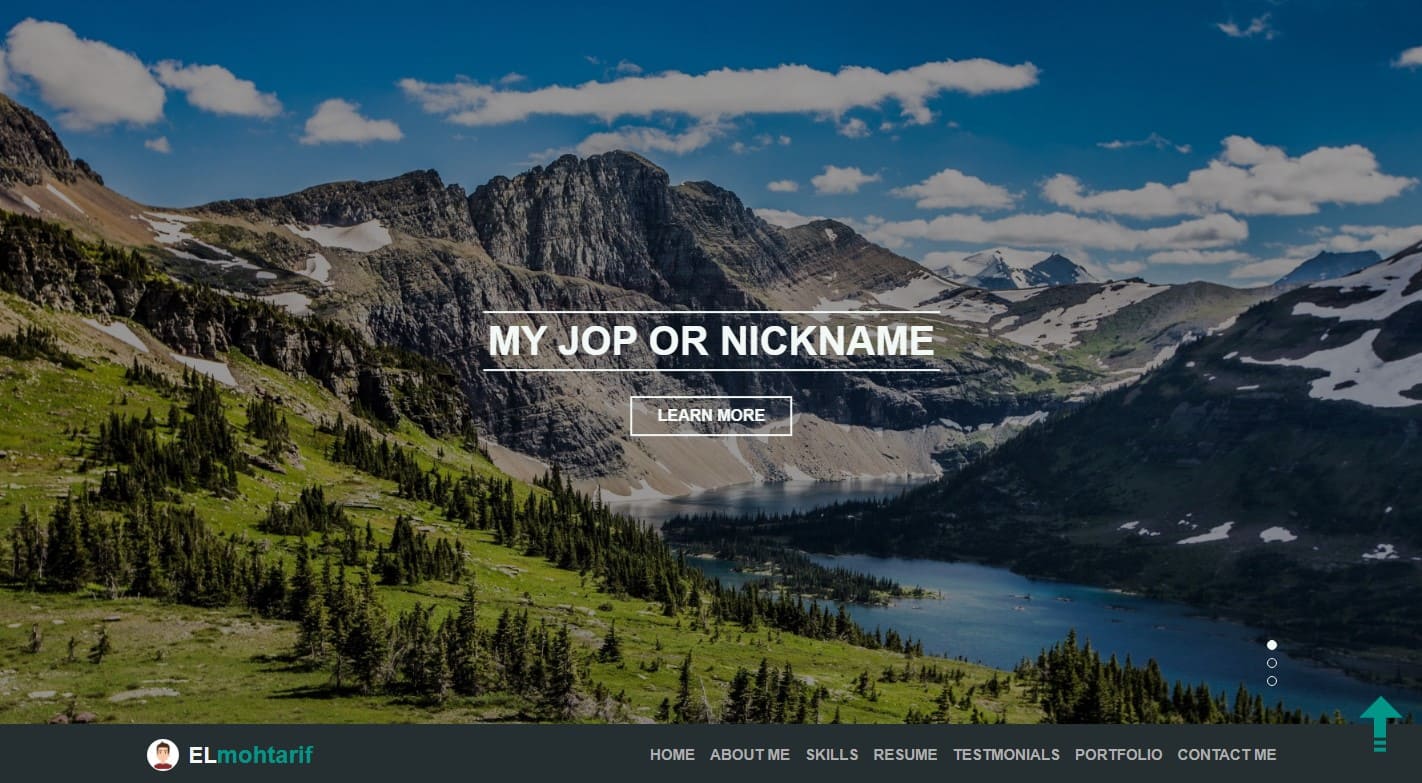 MY JOP OR NICKNAME
LEARN MORE
ELmohtarif HOME ABOUT ME SKILLS RESUME TESTMONIALS PORTFOLIO CONTACT ME